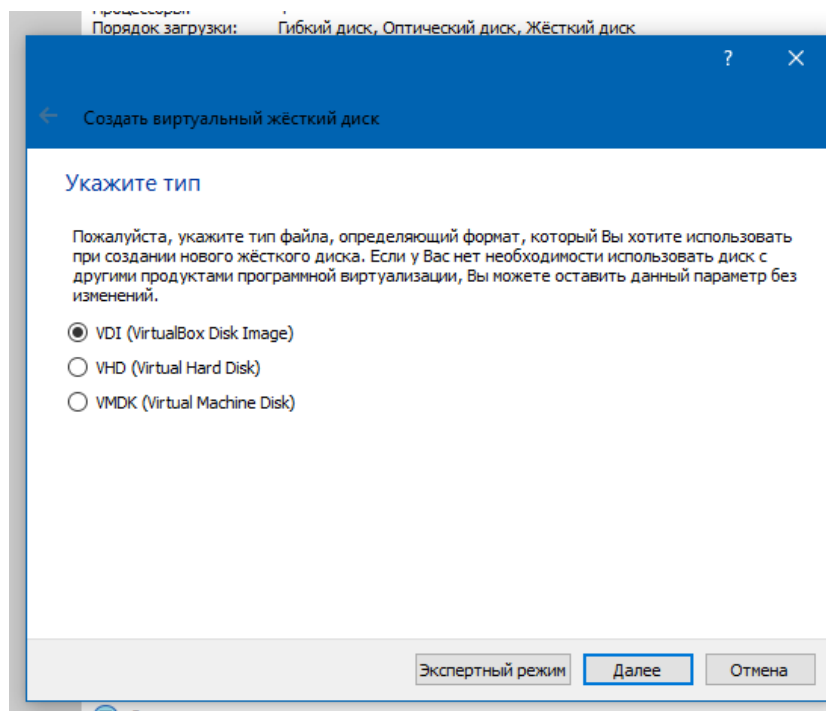 Порядок загрузки: Гибкий диск, Оптический диск, Жёсткий диск
?
Создать виртуальный жёсткий диск
Укажите тип
Пожалуйста, укажите тип файла, определяющий формат, который Вы хотите использовать
при создании нового жёсткого диска. Если у Вас нет необходимости использовать диск с
другими продуктами программной виртуализации, Вы можете оставить данный параметр без
изменений.
VDI (VirtualBox Disk Image)
VHD (Virtual Hard Disk)
VMDK (Virtual Machine Disk)
Экспертный режим Далее Отмена